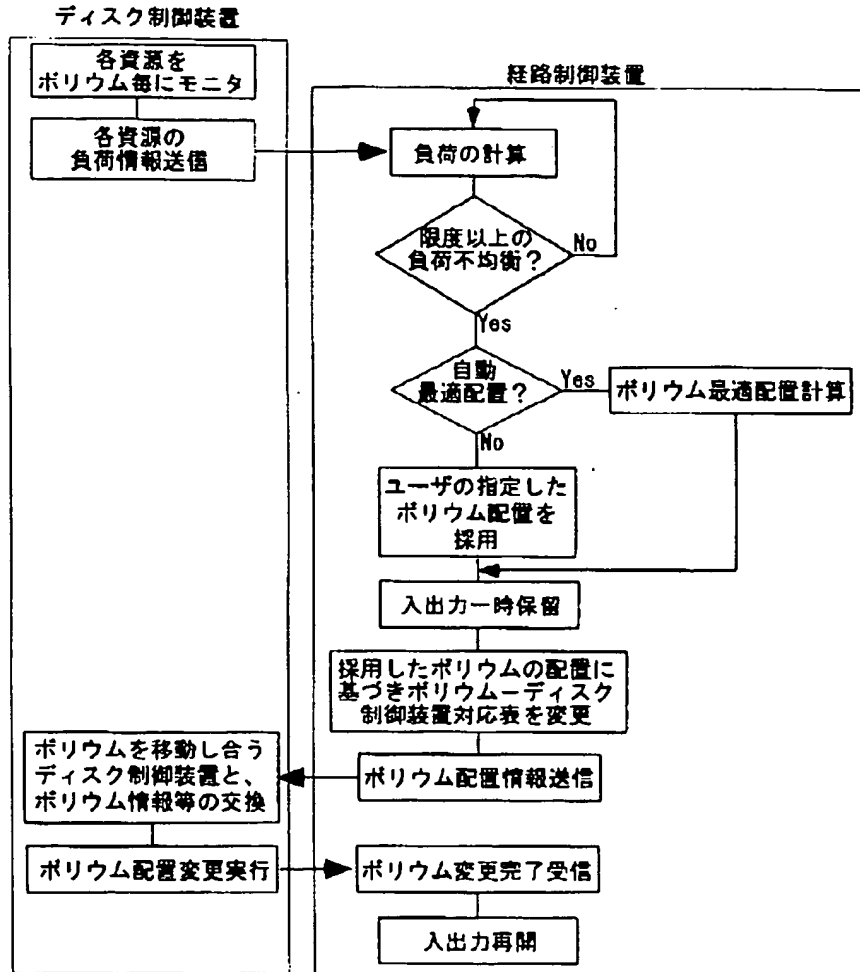 ディスク制御装置
各資源を
ボリウム毎にモニタ
各資源の
負荷情報送信
経路制御装置
負荷の計算
限度以上の
負荷不均衡?
No
Yes
自動
最適配置?
Yes
ボリウム最適配置計算
No
ユーザの指定した
ボリウム配置を
採用
入出力一時保留
採用したボリウムの配置に
基づきボリウムーディスク
制御装置対応表を変更
ボリウム配置情報送信
ボリウムを移動し合う
ディスク制御装置と、
ボリウム情報等の交換
ボリウム配置変更実行
ボリウム変更完了受信
入出力再開